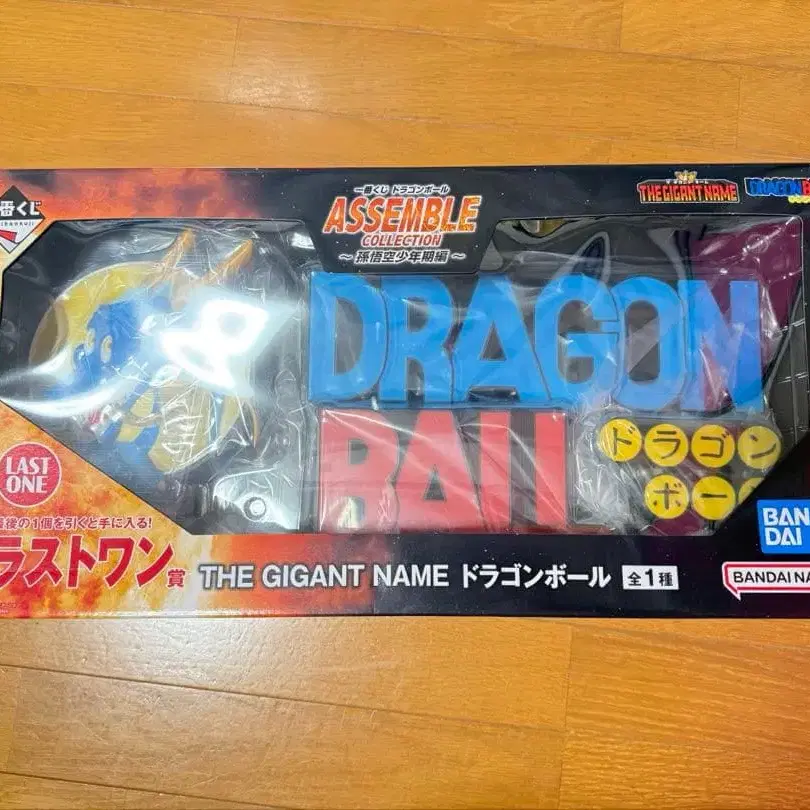 番くじ
一番くじ ドラゴンボール
ASSEMBLE
COLLECTION
~ 孫悟空少年期編 ~
THE GIGANT NAME
DRAGON B
DRAGON
BALL
ドラゴン
ボー
LAST
ONE
後の1個を引くと手に入る!
ラストワン賞
THE GIGANT NAME ドラゴンボール 全1種
BAN
DAI
BANDAI NA